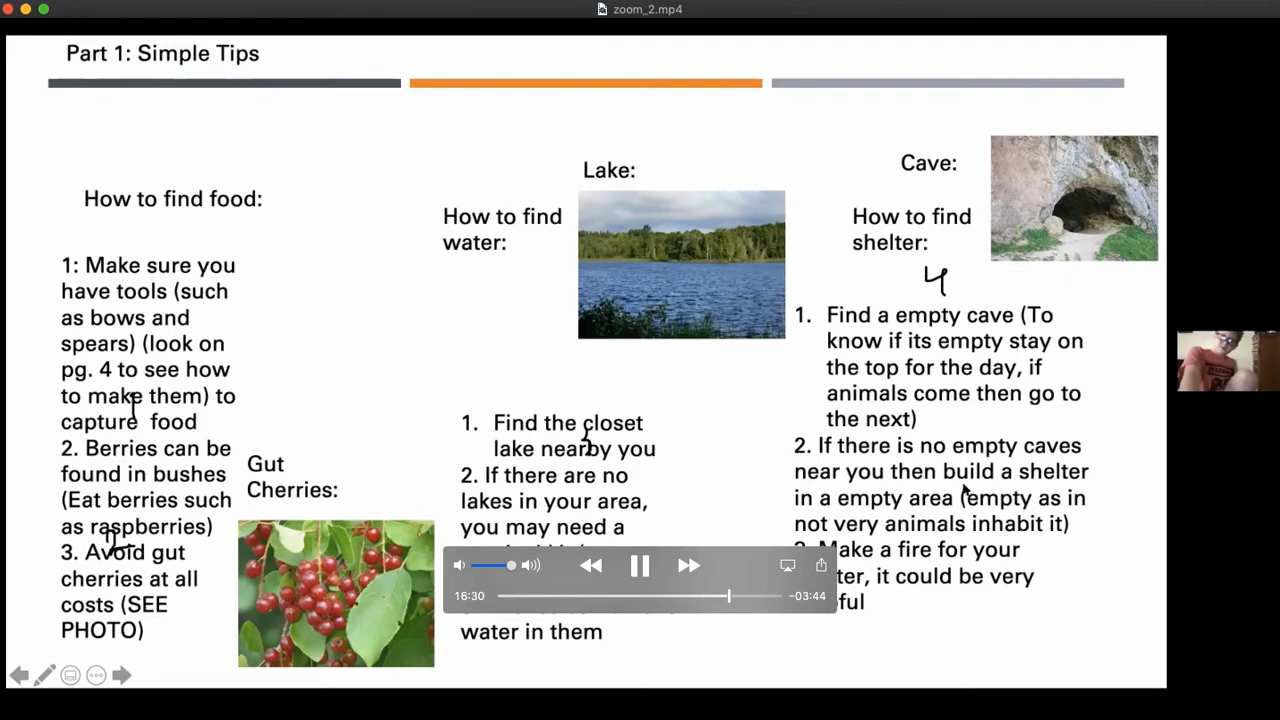 zoom_2.mp4
Part 1: Simple Tips
How to find food:
1: Make sure you
have tools (such
as bows and
spears) (look on
pg. 4 to see how
to make them) to
capture food
1
2. Berries can be
found in bushes
(Eat berries such
as raspberries)
2
3. Avoid gut
cherries at all
costs (SEE
PHOTO)
Gut
Cherries:
Lake:
How to find
water:
1. Find the closet
lake nearby you
3
2. If there are no
lakes in your area,
you may need a
water in them
Cave:
How to find
shelter:
4
1. Find a empty cave (To
know if its empty stay on
the top for the day, if
animals come then go to
the next)
2. If there is no empty caves
near you then build a shelter
in a empty area (empty as in
not very animals inhabit it)
Make a fire for your
it could be very
16:30
-03:44